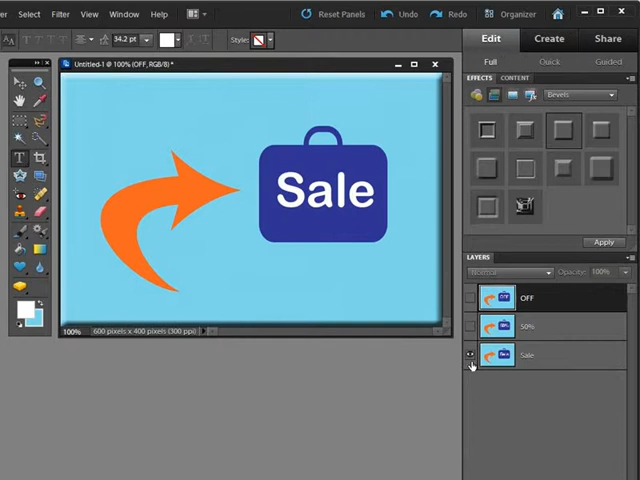 Select Filter View Window Help Reset Panels Undo Redo Organizer
34.2 pt Style:
Edit Create Share
Full Quick Guided
Untitled-1 @ 100% (OFF, RGB/8) *
EFFECTS CONTENT
Bevels
Sale
Apply
LAYERS
Normal Opacity: 100%
OFF
50%
Sale
100% 600 pixels x 400 pixels (300 ppi)